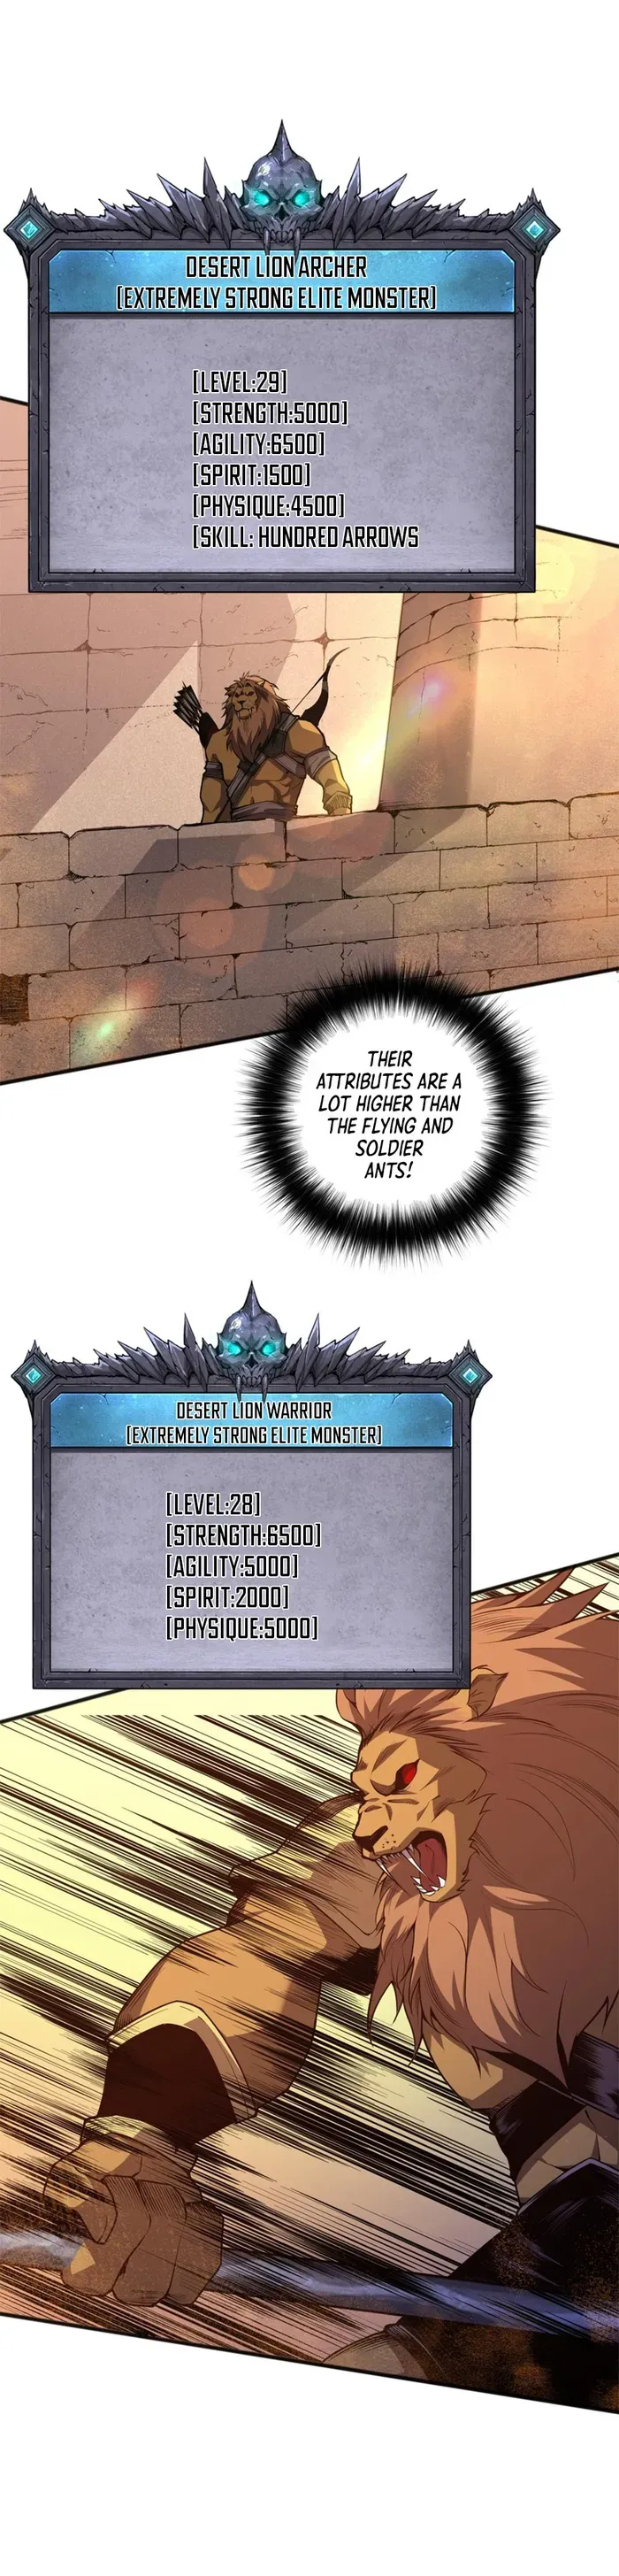 DESERT LION ARCHER
[EXTREMELY STRONG ELITE MONSTER]
[LEVEL:29]
[STRENGTH:5000]
[AGILITY:6500]
[SPIRIT:1500]
[PHYSIQUE:4500]
[SKILL: HUNDRED ARROWS
THEIR
ATTRIBUTES ARE A
LOT HIGHER THAN
THE FLYING AND
SOLDIER
ANTS!
DESERT LION WARRIOR
[EXTREMELY STRONG ELITE MONSTER]
[LEVEL:28]
[STRENGTH:6500]
[AGILITY:5000]
[SPIRIT:2000]
[PHYSIQUE:5000]